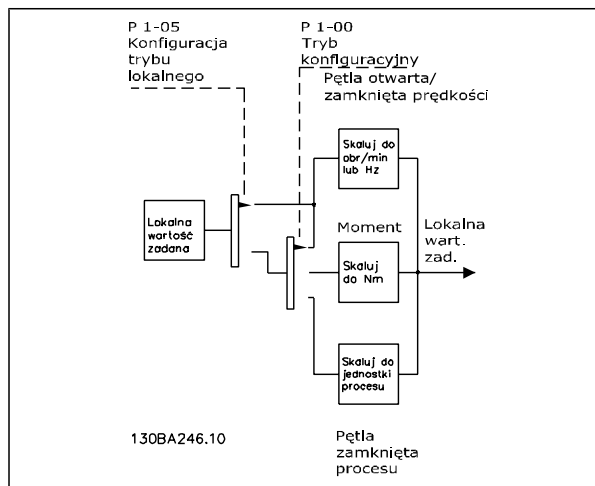 P 1-05
Konfiguracja
trybu
lokalnego
P 1-00
Tryb
konfiguracyjny
Pętla otwarta/
zamknięta prędkości
Skaluj do
obr/min
lub Hz
Lokalna
wartość
zadana
Moment
Skaluj
do Nm
Lokalna
wart.
zad.
Skaluj do
jednostki
procesu
130BA246.10
Pętla
zamknięta
procesu